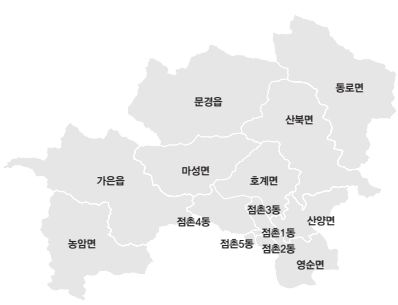 동로면
문경읍
산북면
마성면
가은읍
호계면
점촌3동
점촌4동
산양면
점촌1동
농암면
점촌5동
점촌2동
영순면